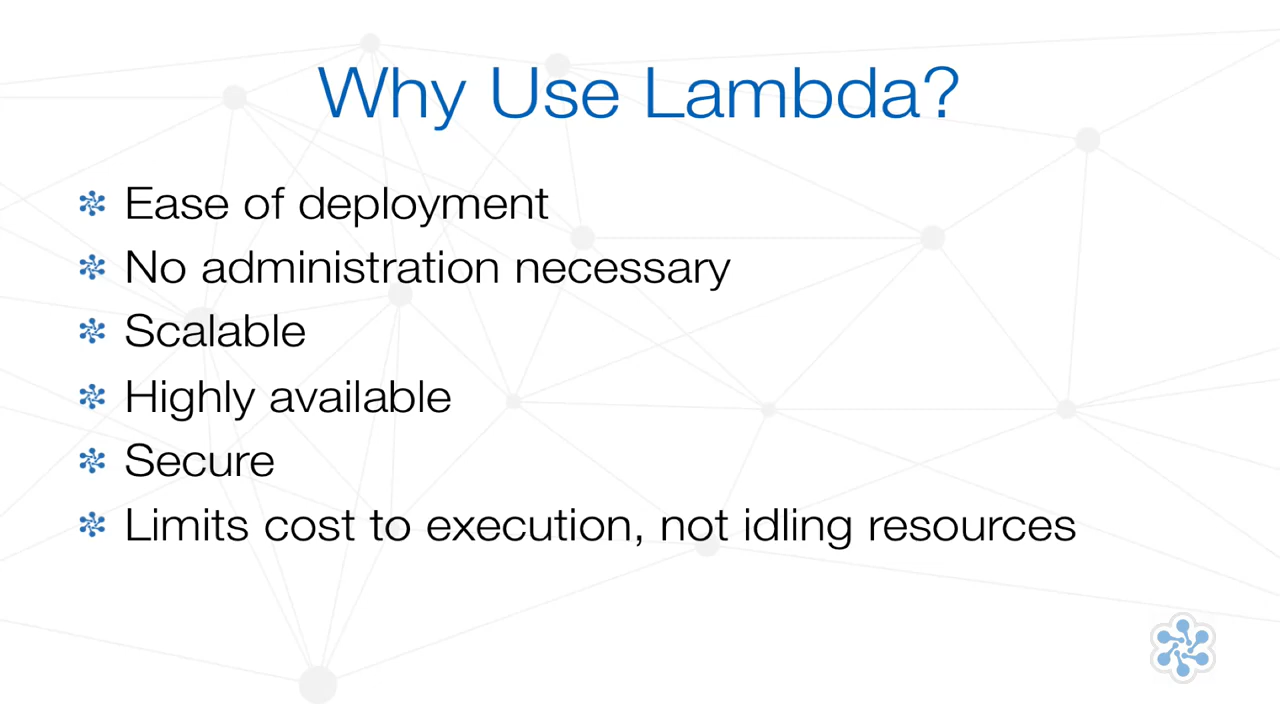 Why Use Lambda?
Ease of deployment
No administration necessary
Scalable
Highly available
Secure
Limits cost to execution, not idling resources